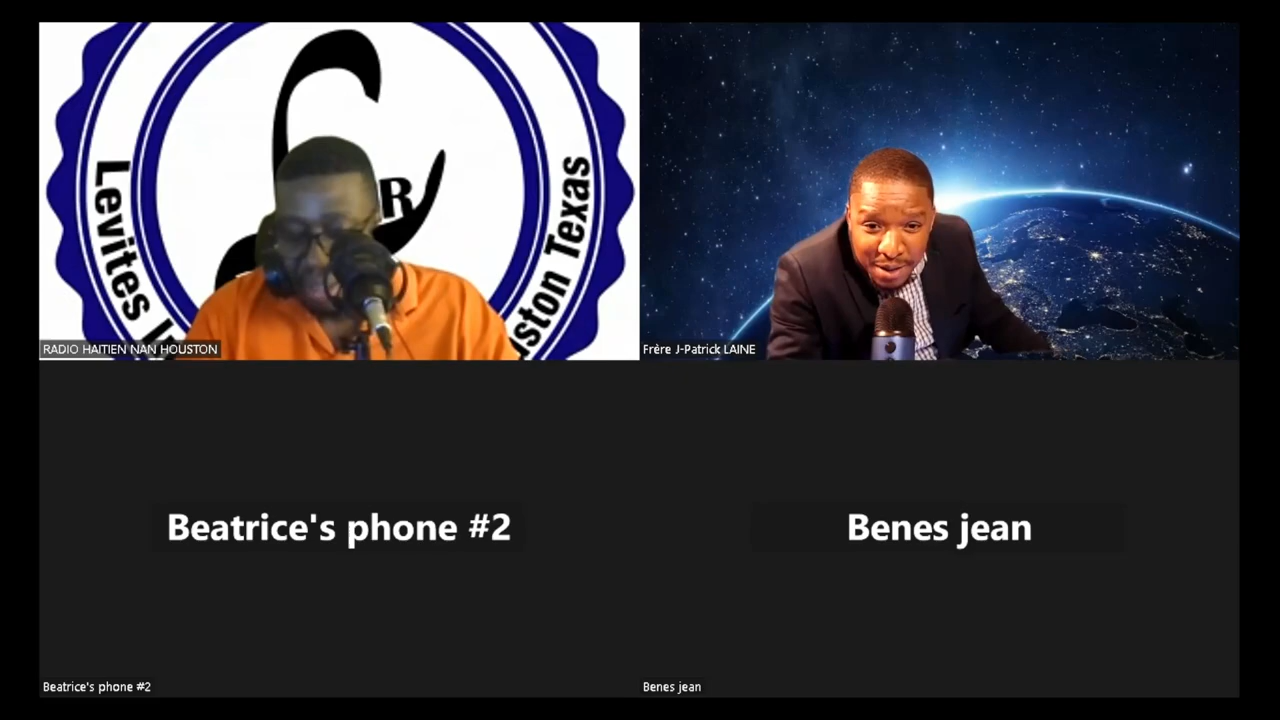 Levites
ston Texas
R
RADIO HAITIEN NAN HOUSTON
Frère J-Patrick LAINE
Beatrice's phone #2
Benes jean
Beatrice's phone #2
Benes jean